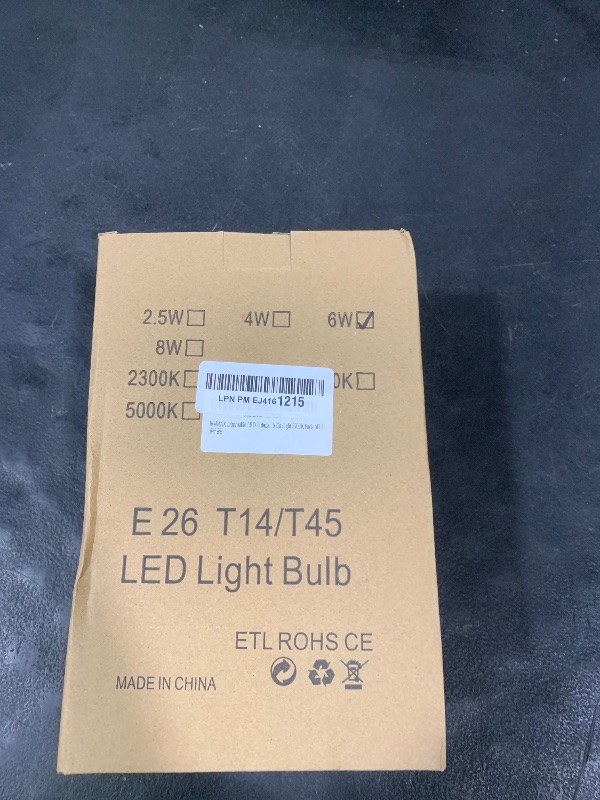 2.5W 4W 6W
8W
2300K 0K
5000K
LPN PM EJ4161215
E 26 T14/T45
LED Light Bulb
ETL ROHS CE
MADE IN CHINA